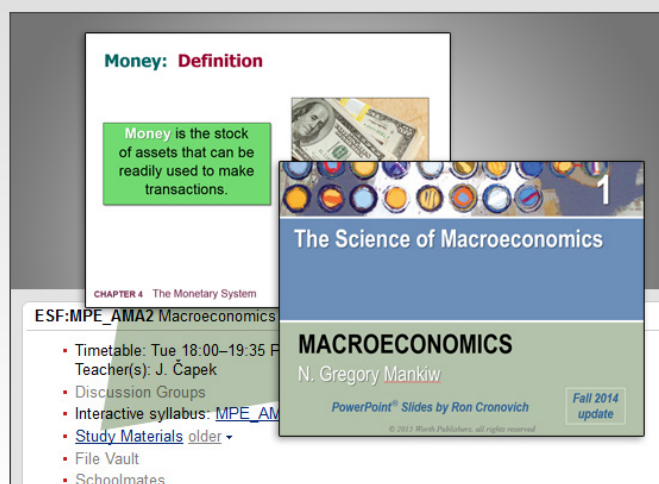 Money: Definition
Money is the stock
of assets that can be
readily used to make
transactions.
CHAPTER 4 The Monetary System
1
The Science of Macroeconomics
MACROECONOMICS
N. Gregory Mankiw
PowerPoint® Slides by Ron Cronovich
Fall 2014
update
© 2013 Worth Publishers, all rights reserved
ESF:MPE_AMA2 Macroeconomics
Timetable: Tue 18:00–19:35 P
Teacher(s): J. Čapek
Discussion Groups
Interactive syllabus: MPE_AM
Study Materials older
File Vault
Schoolmates